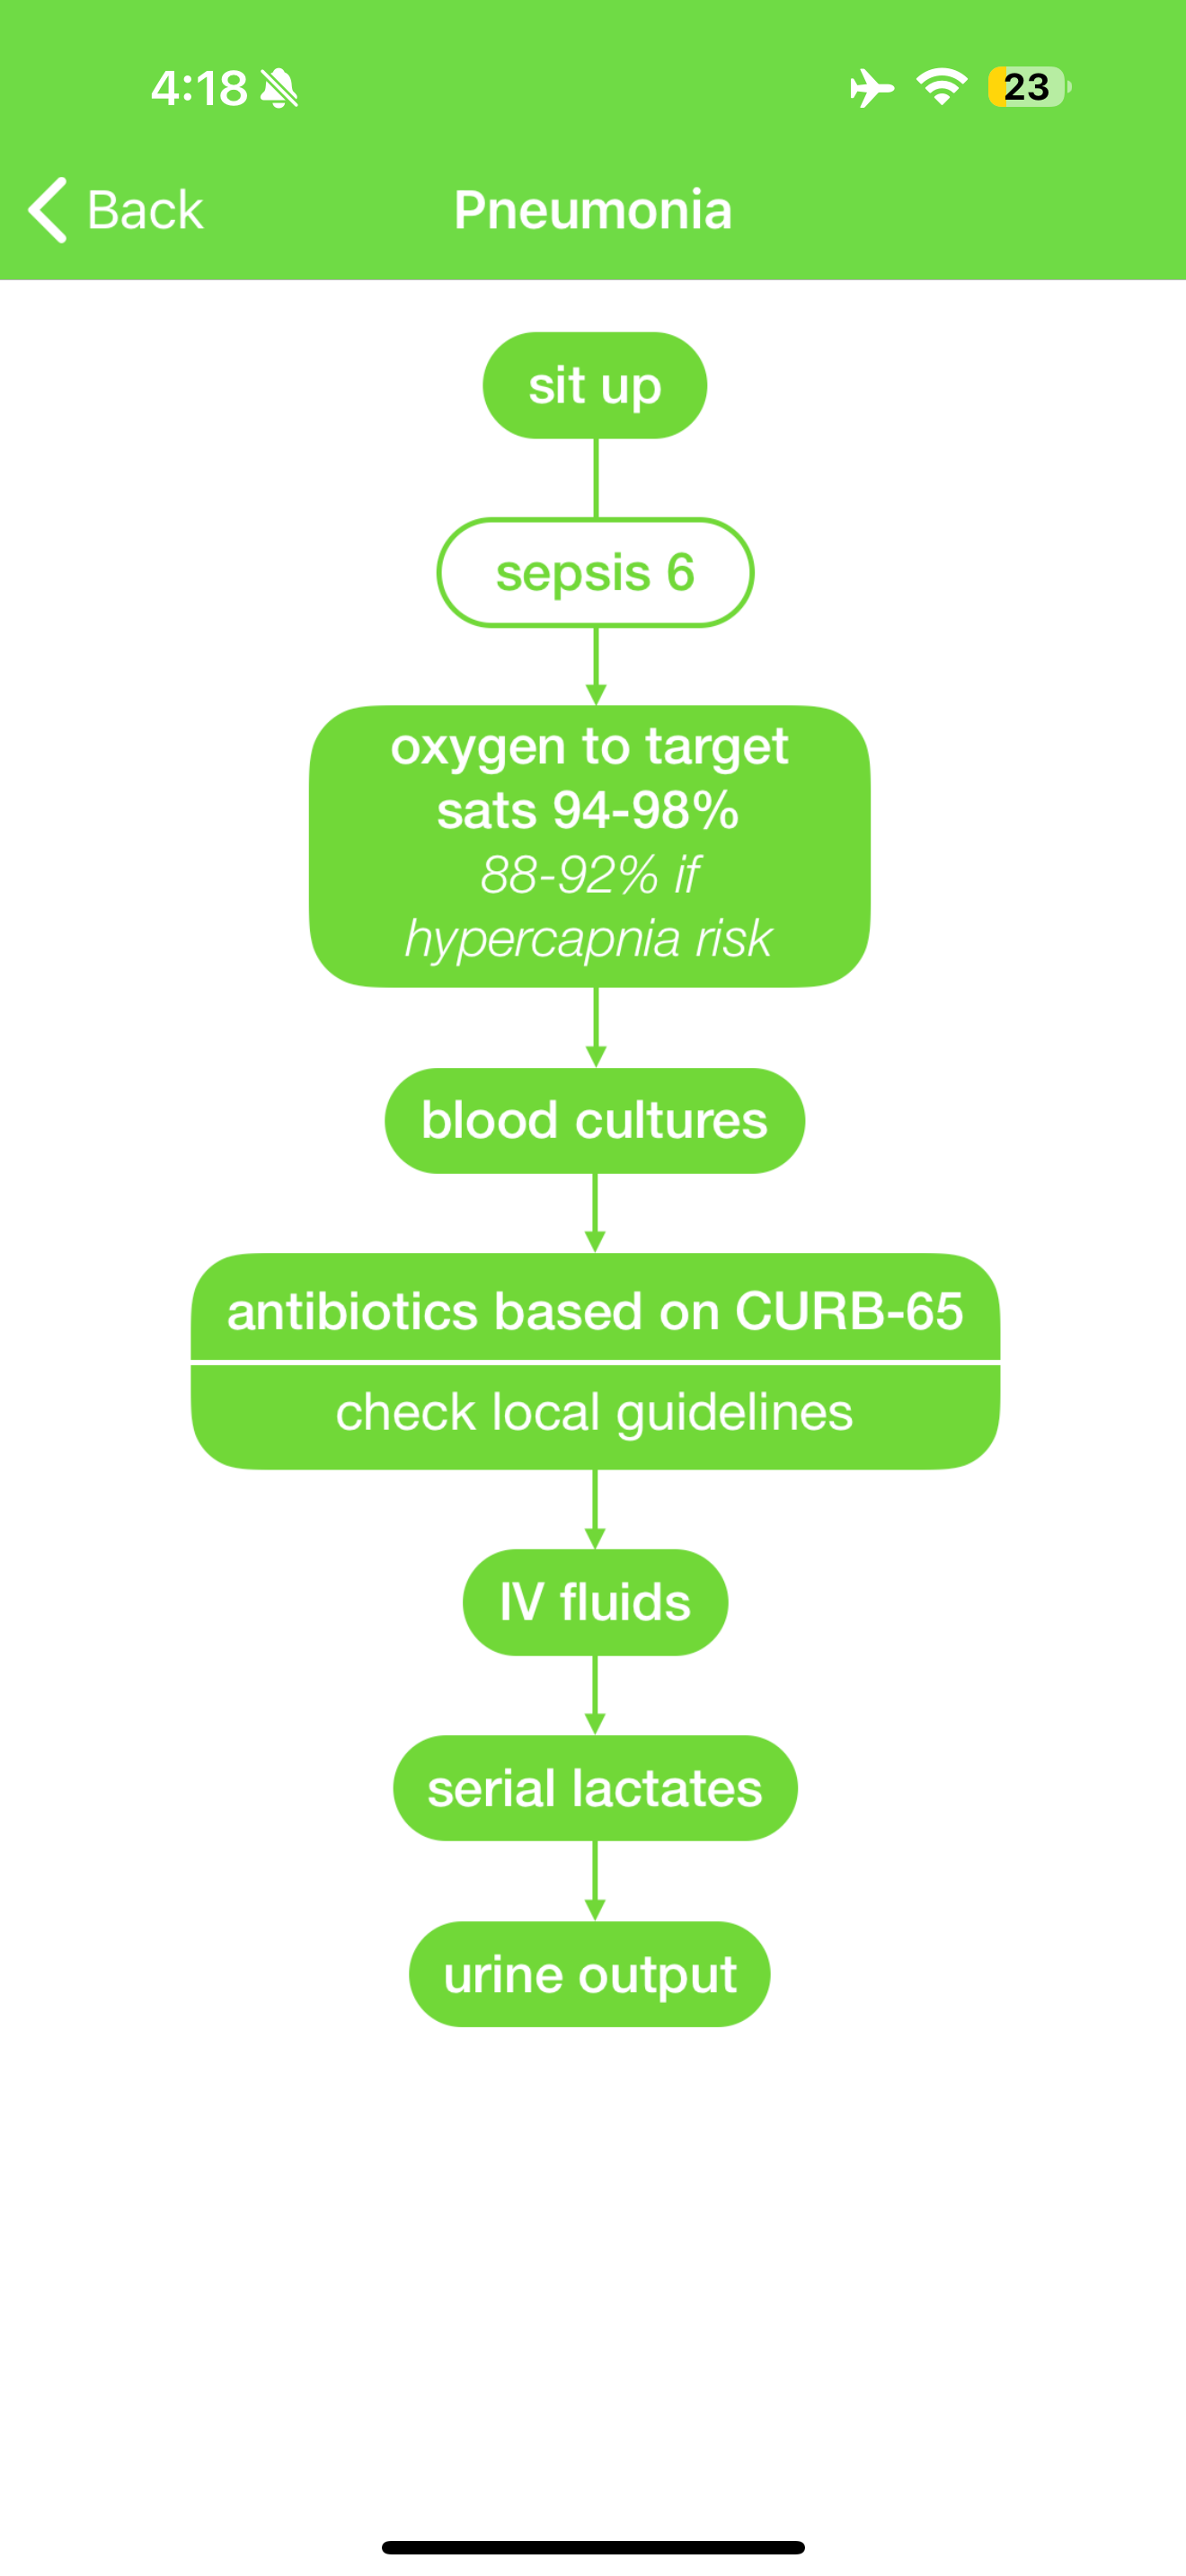 4:18
23
Back
Pneumonia
sit up
sepsis 6
oxygen to target
sats 94-98%
88-92% if
hypercapnia risk
blood cultures
antibiotics based on CURB-65
check local guidelines
IV fluids
serial lactates
urine output